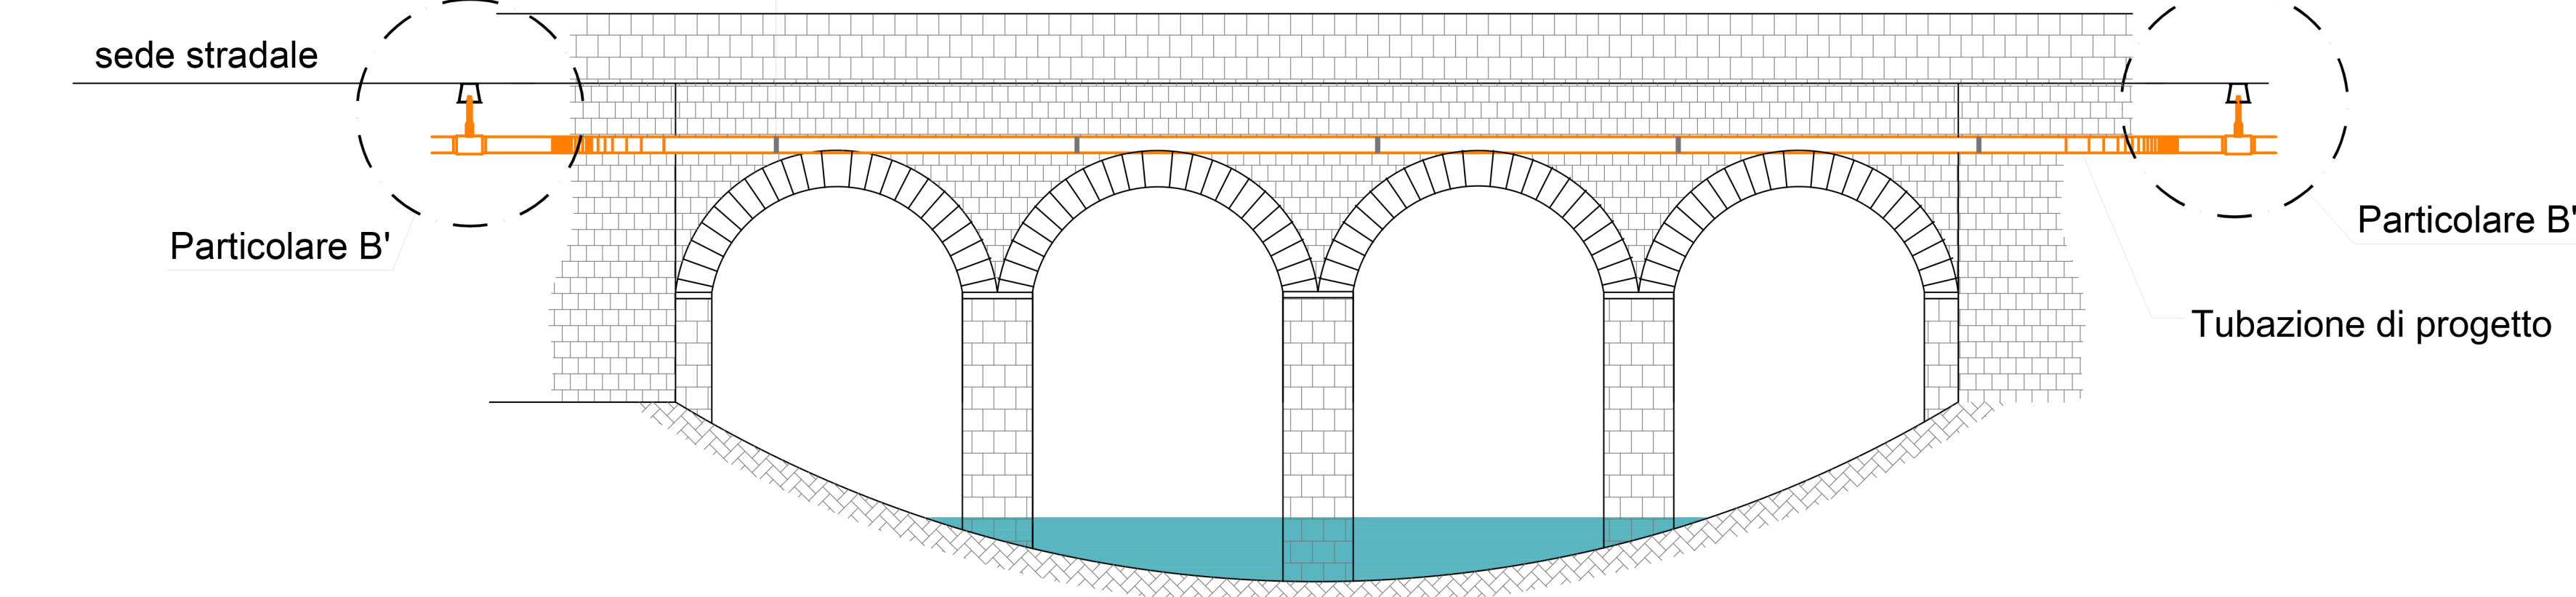 sede stradale
Particolare B'
Particolare B'
Tubazione di progetto